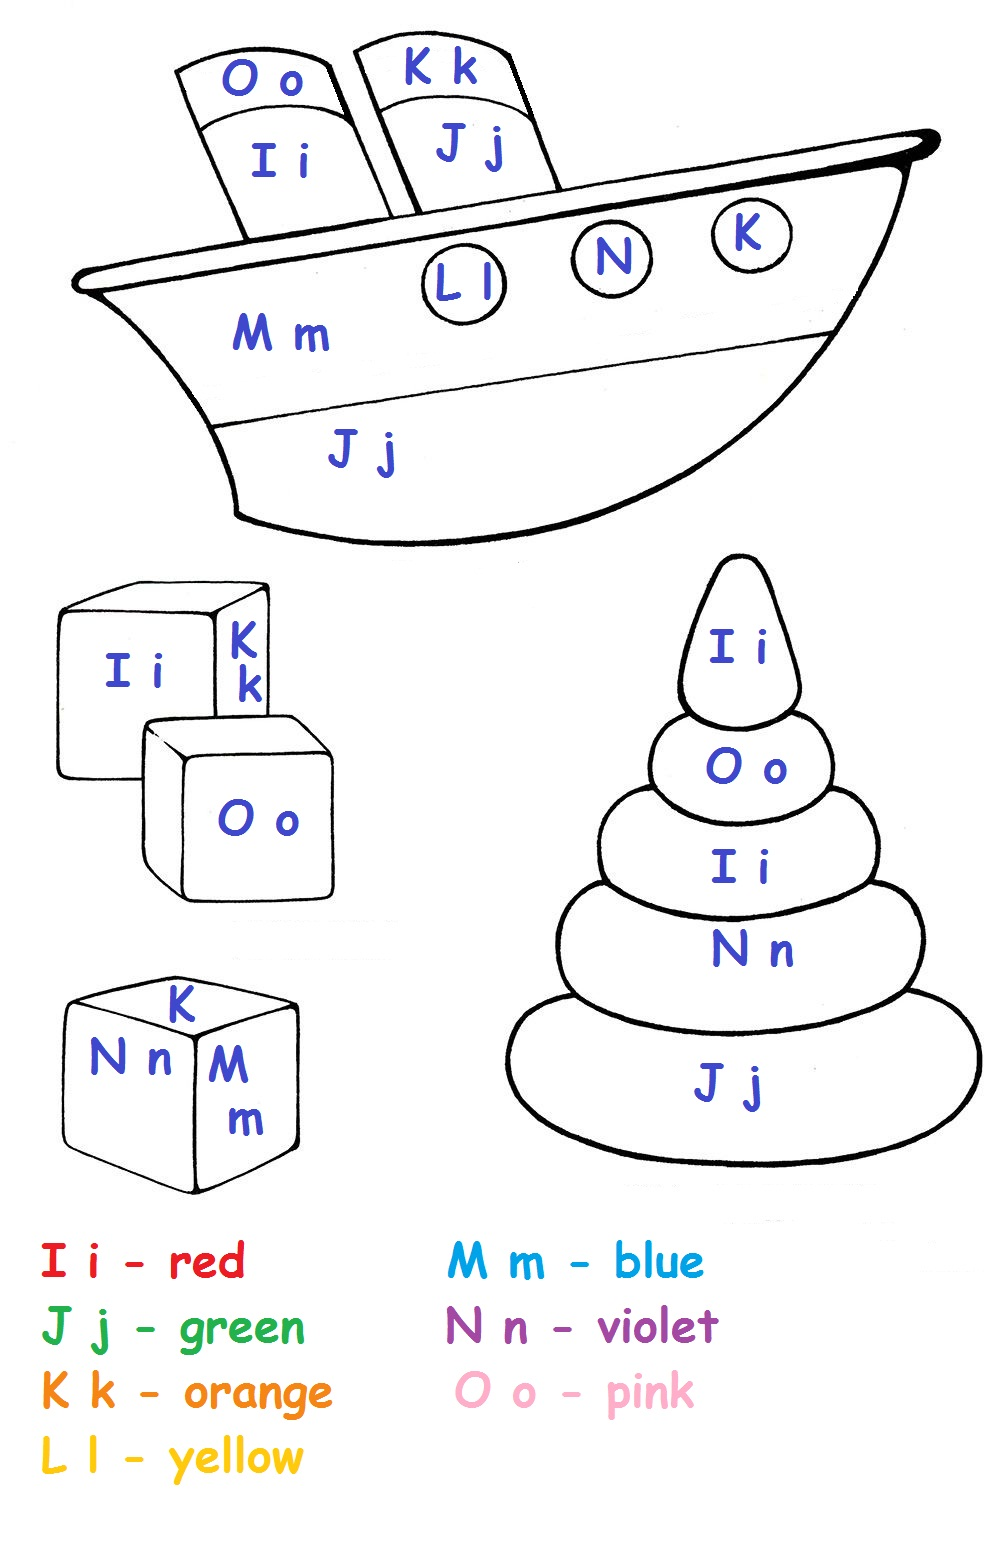 O o
K k
I i
J j
L l
N
K
M m
J j
I i
K
k
O o
I i
O o
I i
N n
J j
K
N n
M
m
I i - red
J j - green
K k - orange
L l - yellow
M m - blue
N n - violet
O o - pink